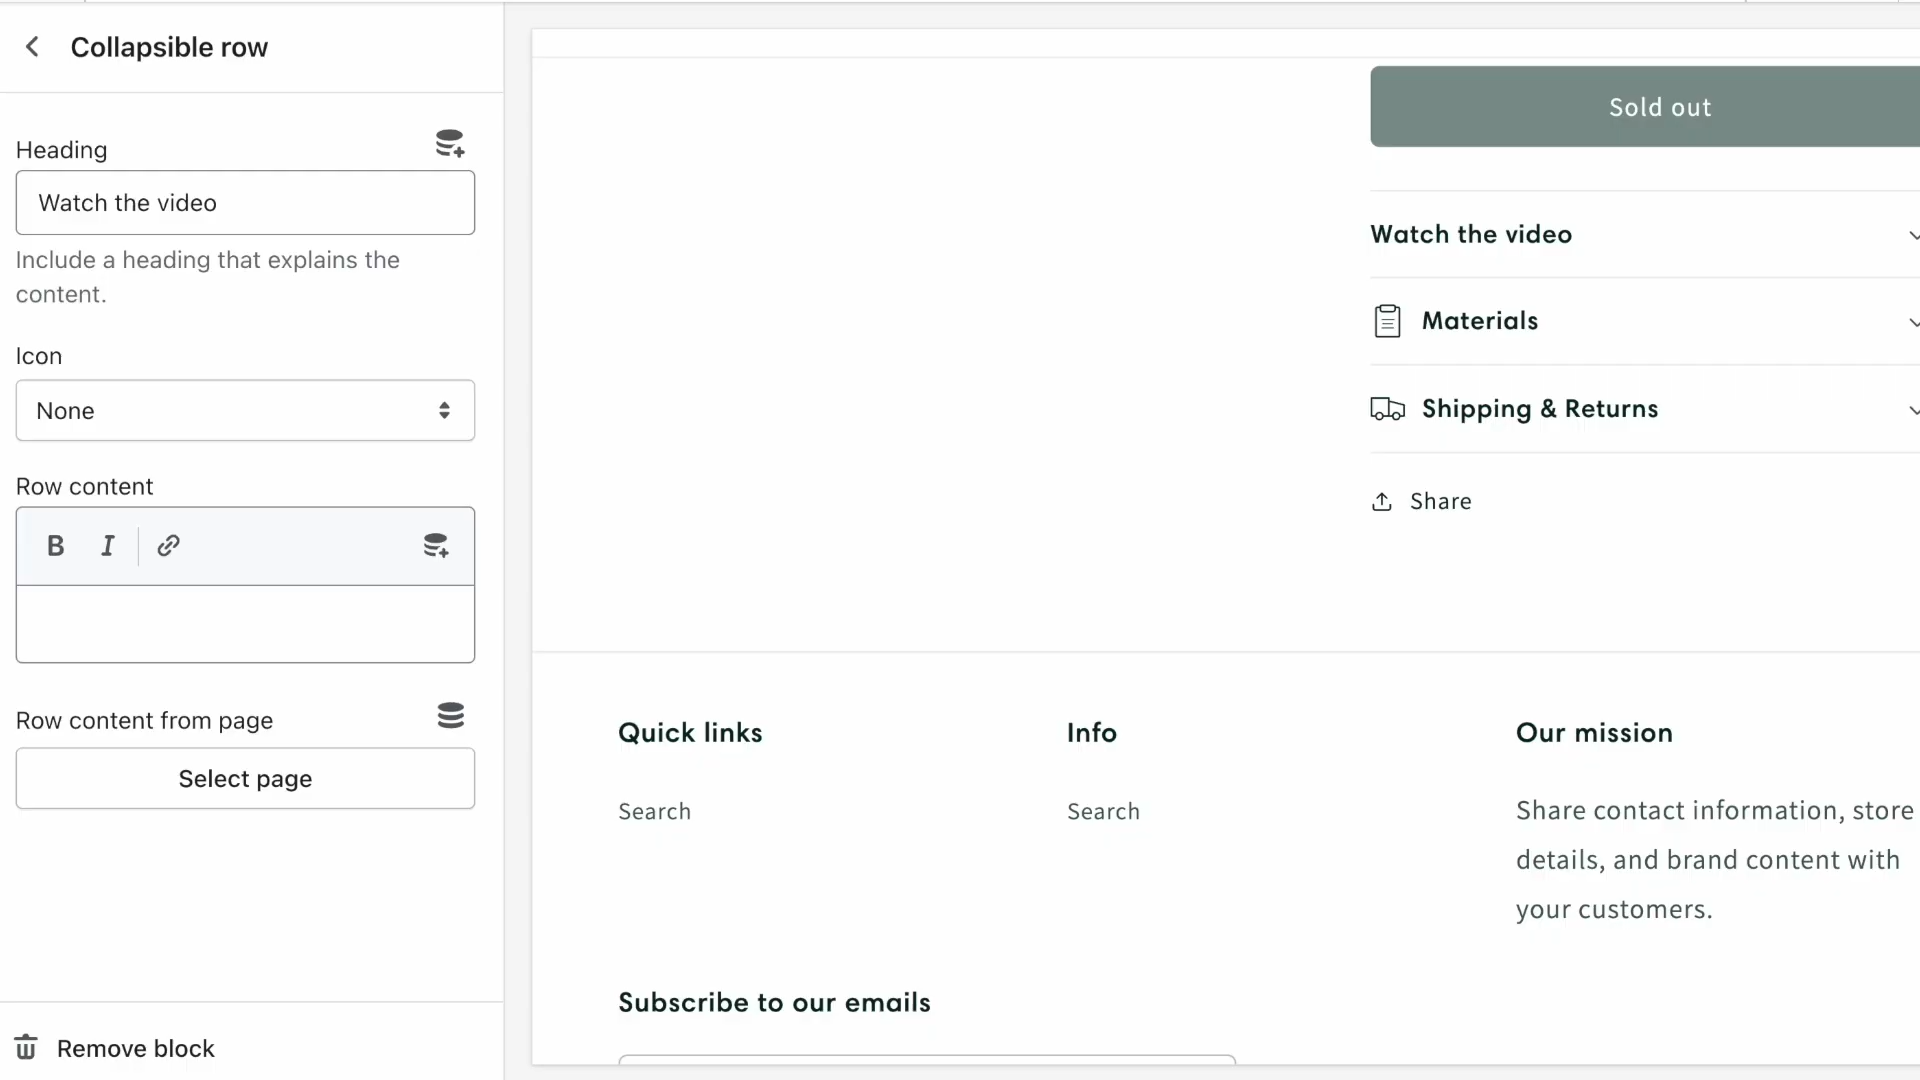 Collapsible row
Heading
Watch the video
Include a heading that explains the
content.
Icon
None
Row content
B I
Row content from page
Select page
Remove block
Sold out
Watch the video
Materials
Shipping & Returns
Share
Quick links
Search
Info
Search
Our mission
Share contact information, store
details, and brand content with
your customers.
Subscribe to our emails